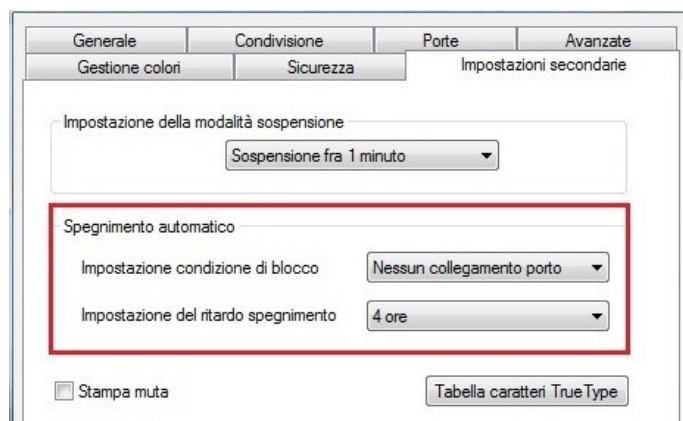 Generale Condivisione Porte Avanzate
Gestione colori Sicurezza Impostazioni secondarie
Impostazione della modalità sospensione
Sospensione fra 1 minuto
Spegnimento automatico
Impostazione condizione di blocco Nessun collegamento porto
Impostazione del ritardo spegnimento 4 ore
Stampa muta Tabella caratteri TrueType